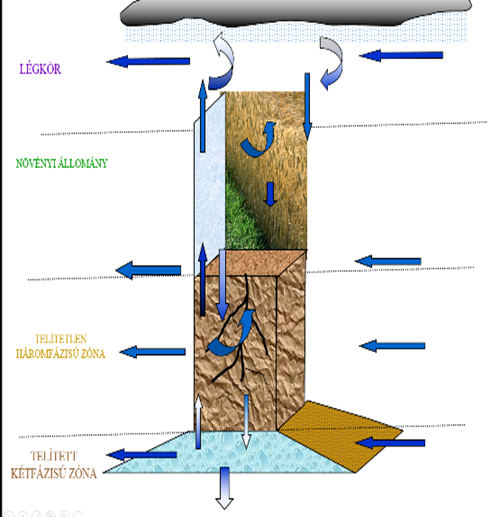 LÉGKÖR
NÖVÉNYI ÁLLOMÁNY
TELÍTETLEN
HÁROMFÁZISÚ ZÓNA
TELÍTETT
KÉTFÁZISÚ ZÓNA